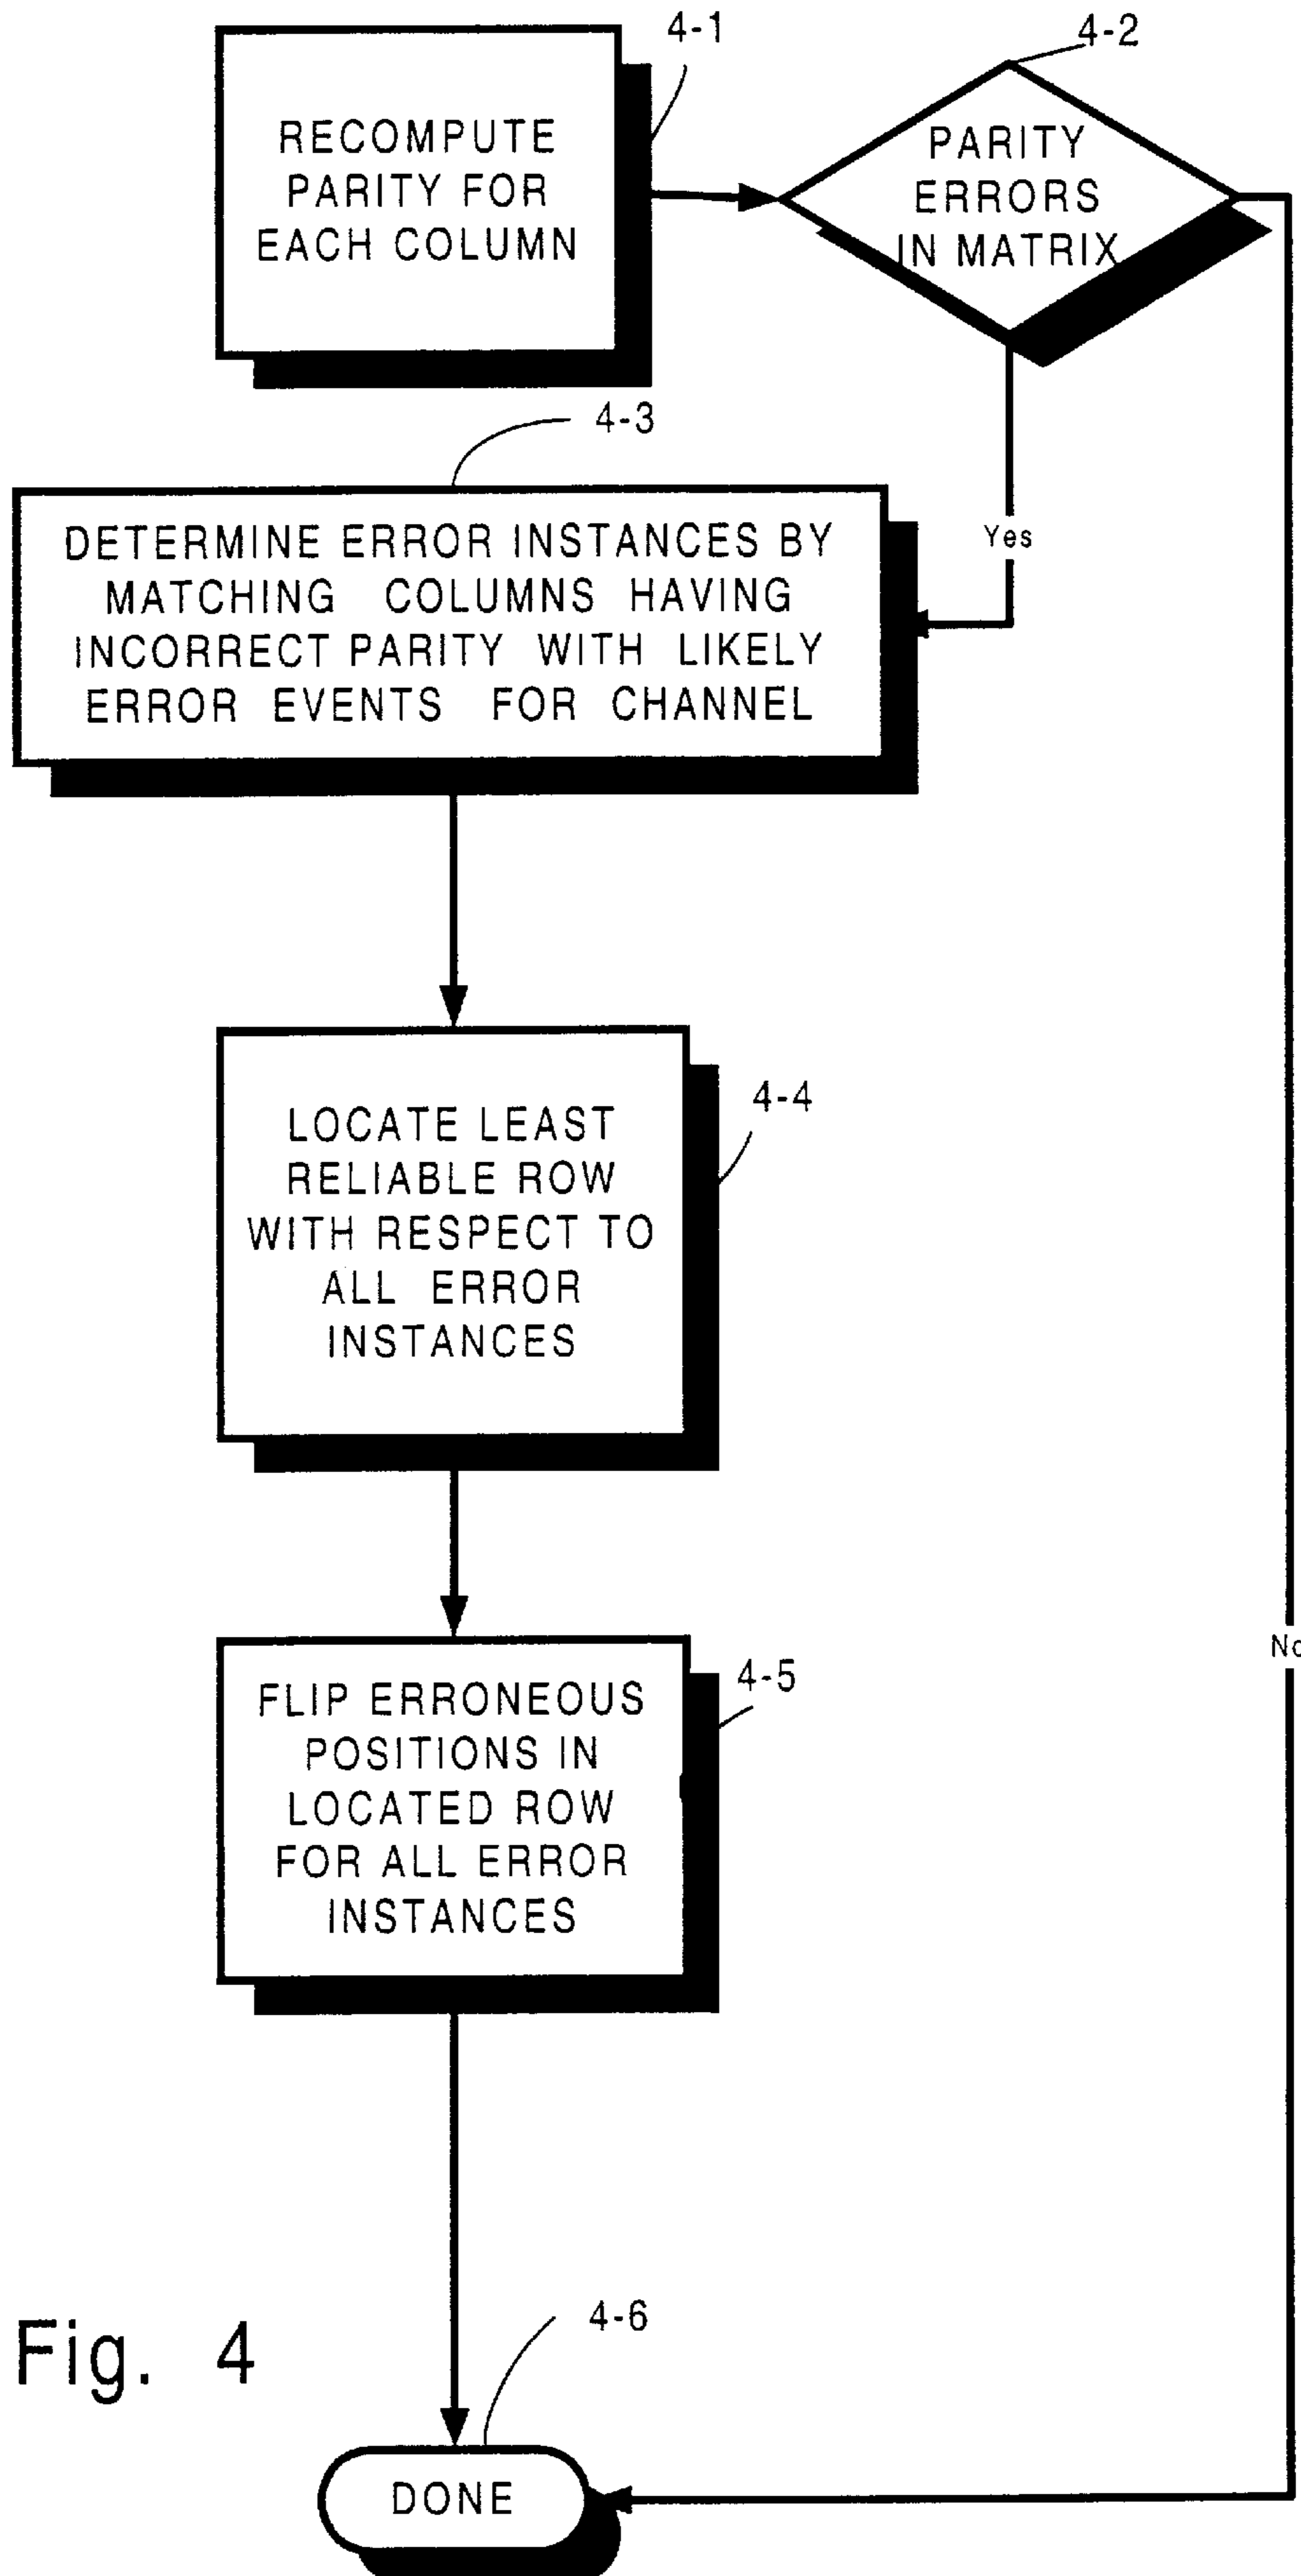 4-1
4-2
RECOMPUTE
PARITY FOR
EACH COLUMN
PARITY
ERRORS
IN MATRIX
4-3
Yes
DETERMINE ERROR INSTANCES BY
MATCHING COLUMNS HAVING
INCORRECT PARITY WITH LIKELY
ERROR EVENTS FOR CHANNEL
4-4
LOCATE LEAST
RELIABLE ROW
WITH RESPECT TO
ALL ERROR
INSTANCES
No
4-5
FLIP ERRONEOUS
POSITIONS IN
LOCATED ROW
FOR ALL ERROR
INSTANCES
4-6
Fig. 4
DONE